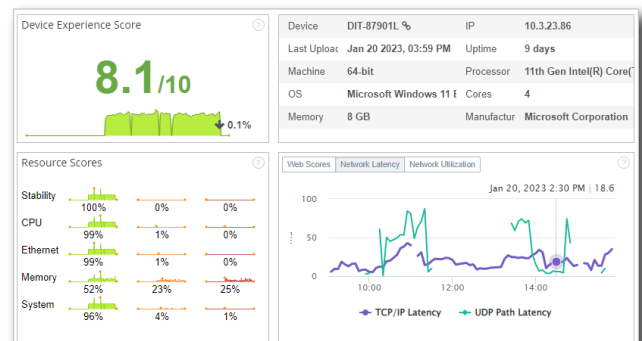 Device Experience Score ?
8.1/10
0.1%
Device DIT-87901L IP 10.3.23.86
Last Upload Jan 20 2023, 03:59 PM Uptime 9 days
Machine 64-bit Processor 11th Gen Intel(R) Core(
OS Microsoft Windows 11 E Cores 4
Memory 8 GB Manufactur Microsoft Corporation
Resource Scores ?
Stability
100% 0% 0%
CPU
99% 1% 0%
Ethernet
99% 1% 0%
Memory
52% 23% 25%
System
96% 4% 1%
Web Scores Network Latency Network Utilization ?
Jan 20, 2023 2:30 PM | 18.6
100
50
0
ms
10:00 12:00 14:00
TCP/IP Latency UDP Path Latency